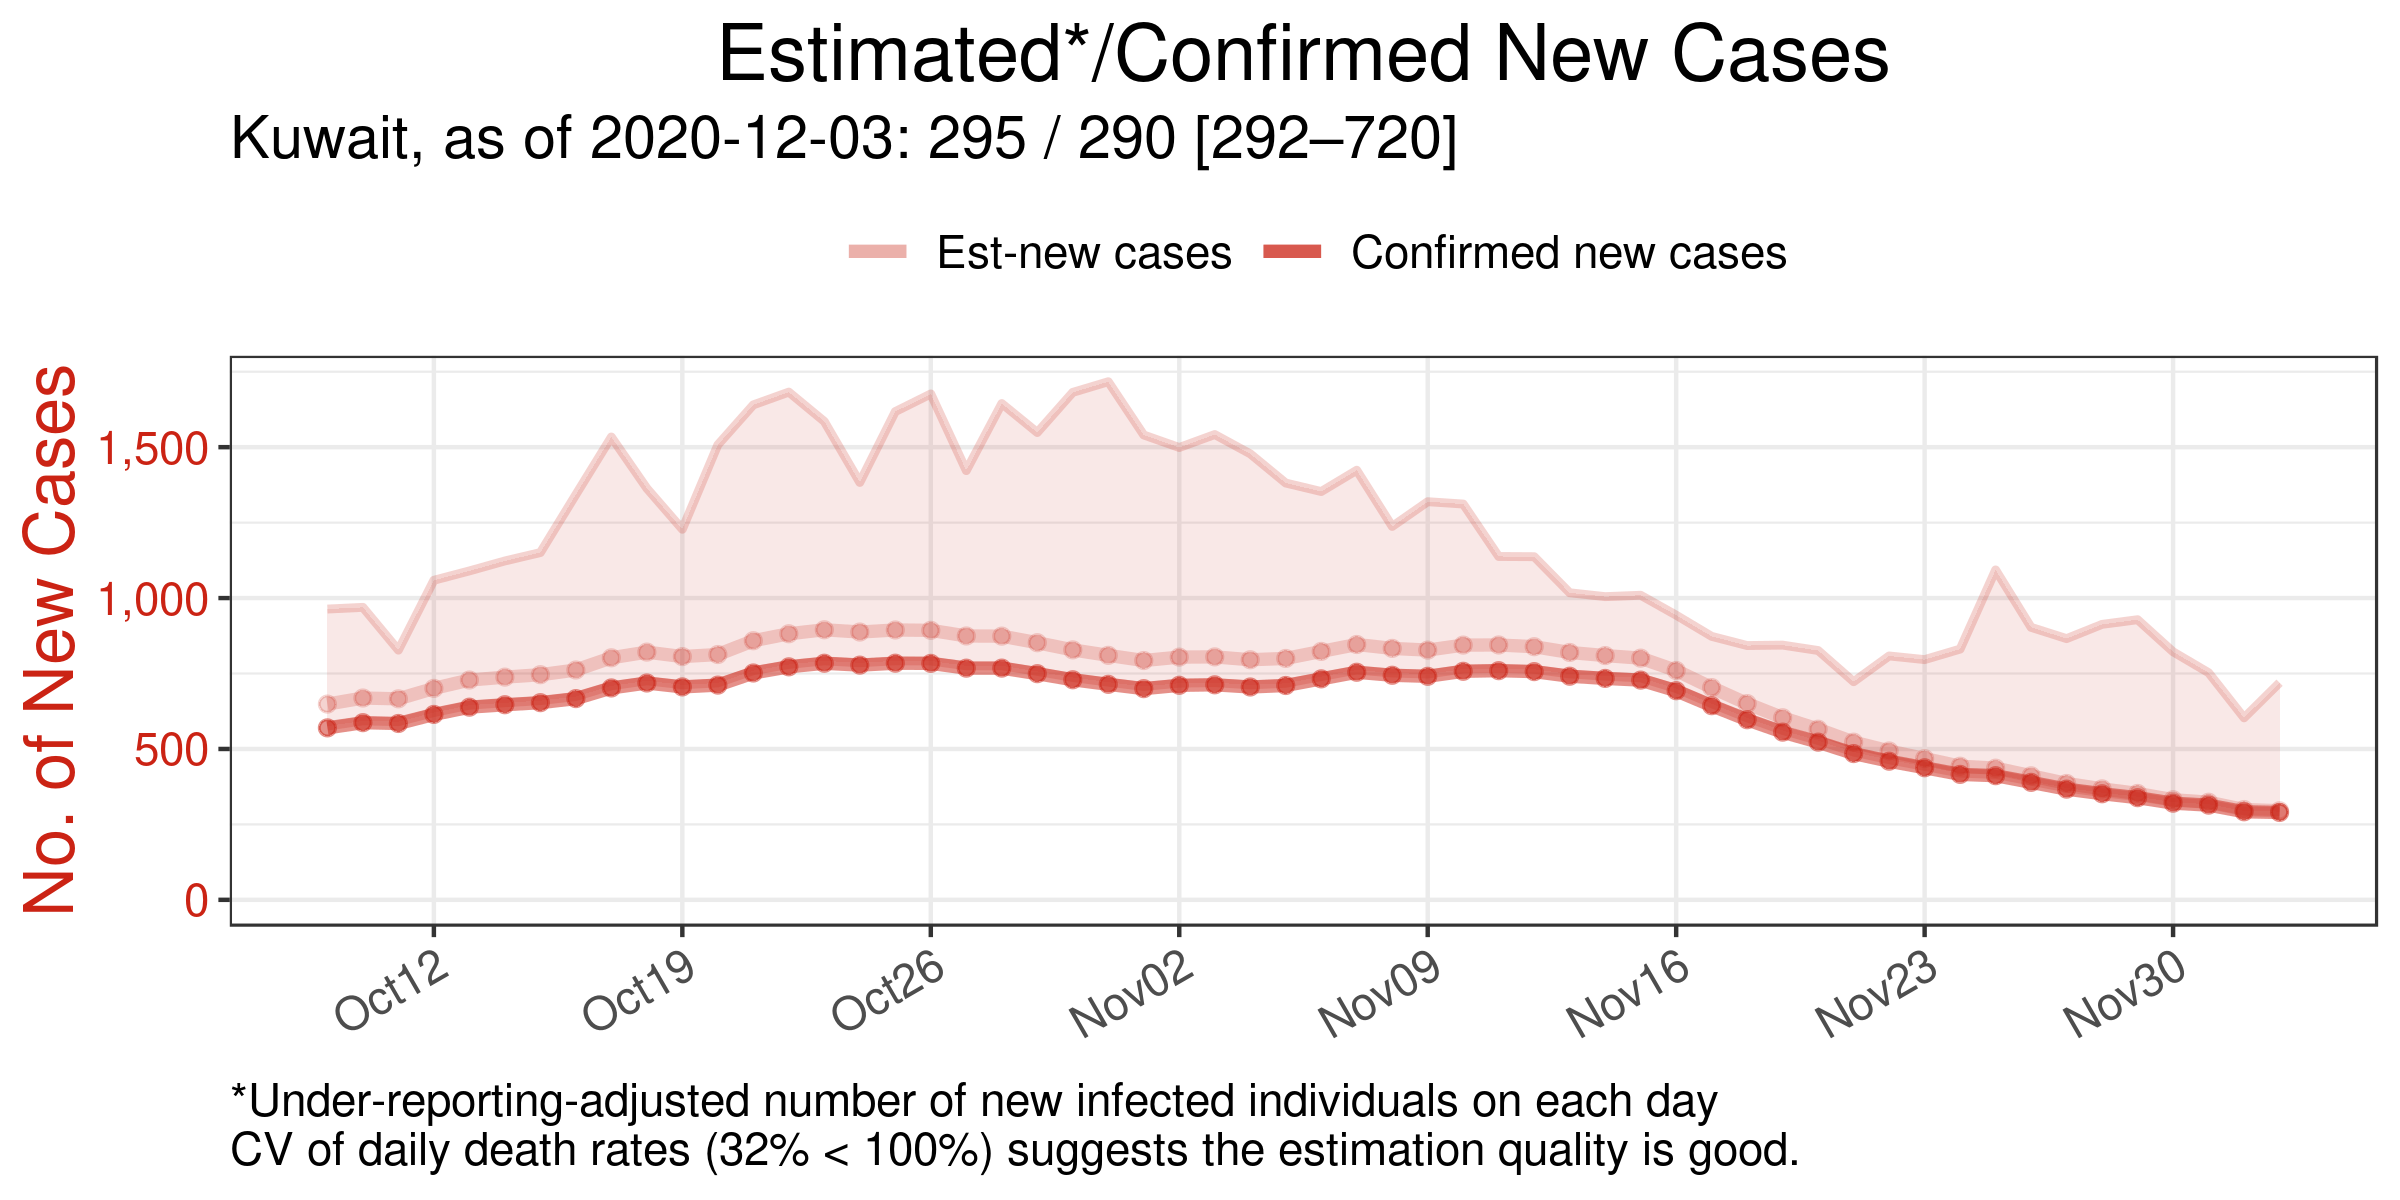 Estimated*/Confirmed New Cases
Kuwait, as of 2020-12-03: 295 / 290 [292–720]
Est-new cases
Confirmed new cases
No. of New Cases
1,500
1,000
500
0
Oct12
Oct19
Oct26
Nov02
Nov09
Nov16
Nov23
Nov30
*Under-reporting-adjusted number of new infected individuals on each day
CV of daily death rates (32% < 100%) suggests the estimation quality is good.